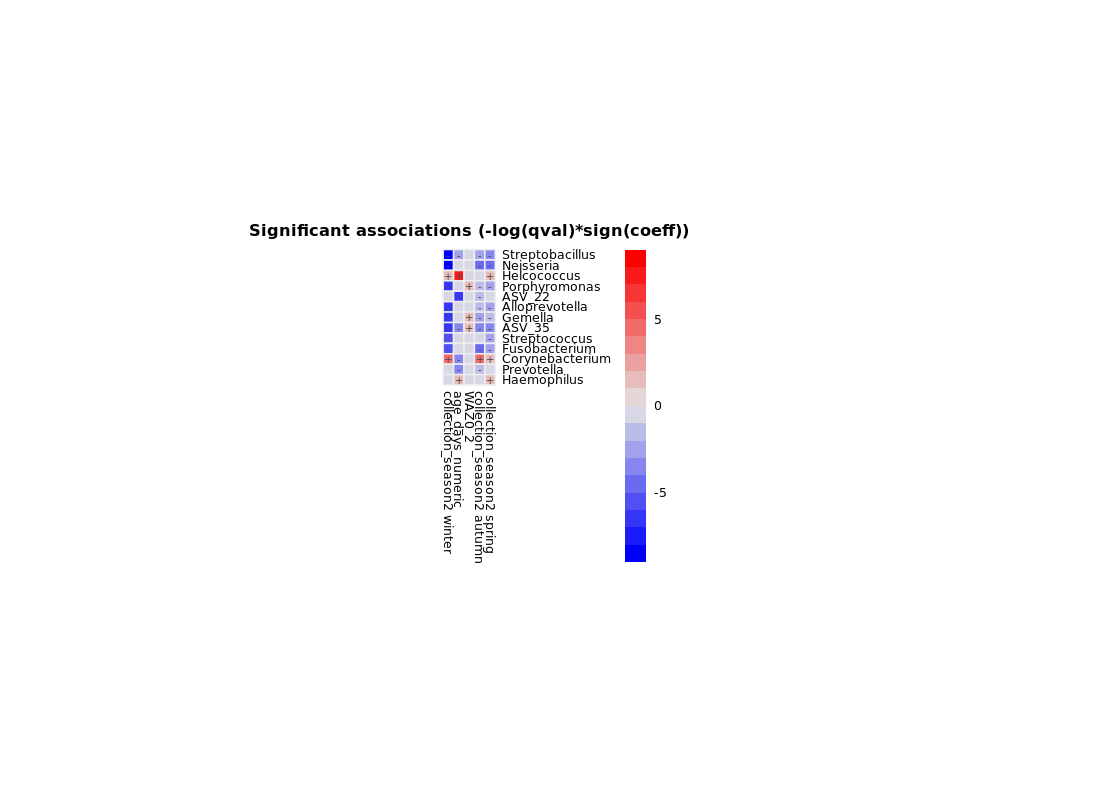 Significant associations (-log(qval)*sign(coeff))
Streptobacillus
Neisseria
Helcococcus
Porphyromonas
ASV_22
Alloprevotella
Gemella
ASV_35
Streptococcus
Fusobacterium
Corynebacterium
Prevotella
Haemophilus
collection_season2 winter
age_days_numeric
WAZ0_2
collection_season2 autumn
collection_season2 spring
5
0
-5